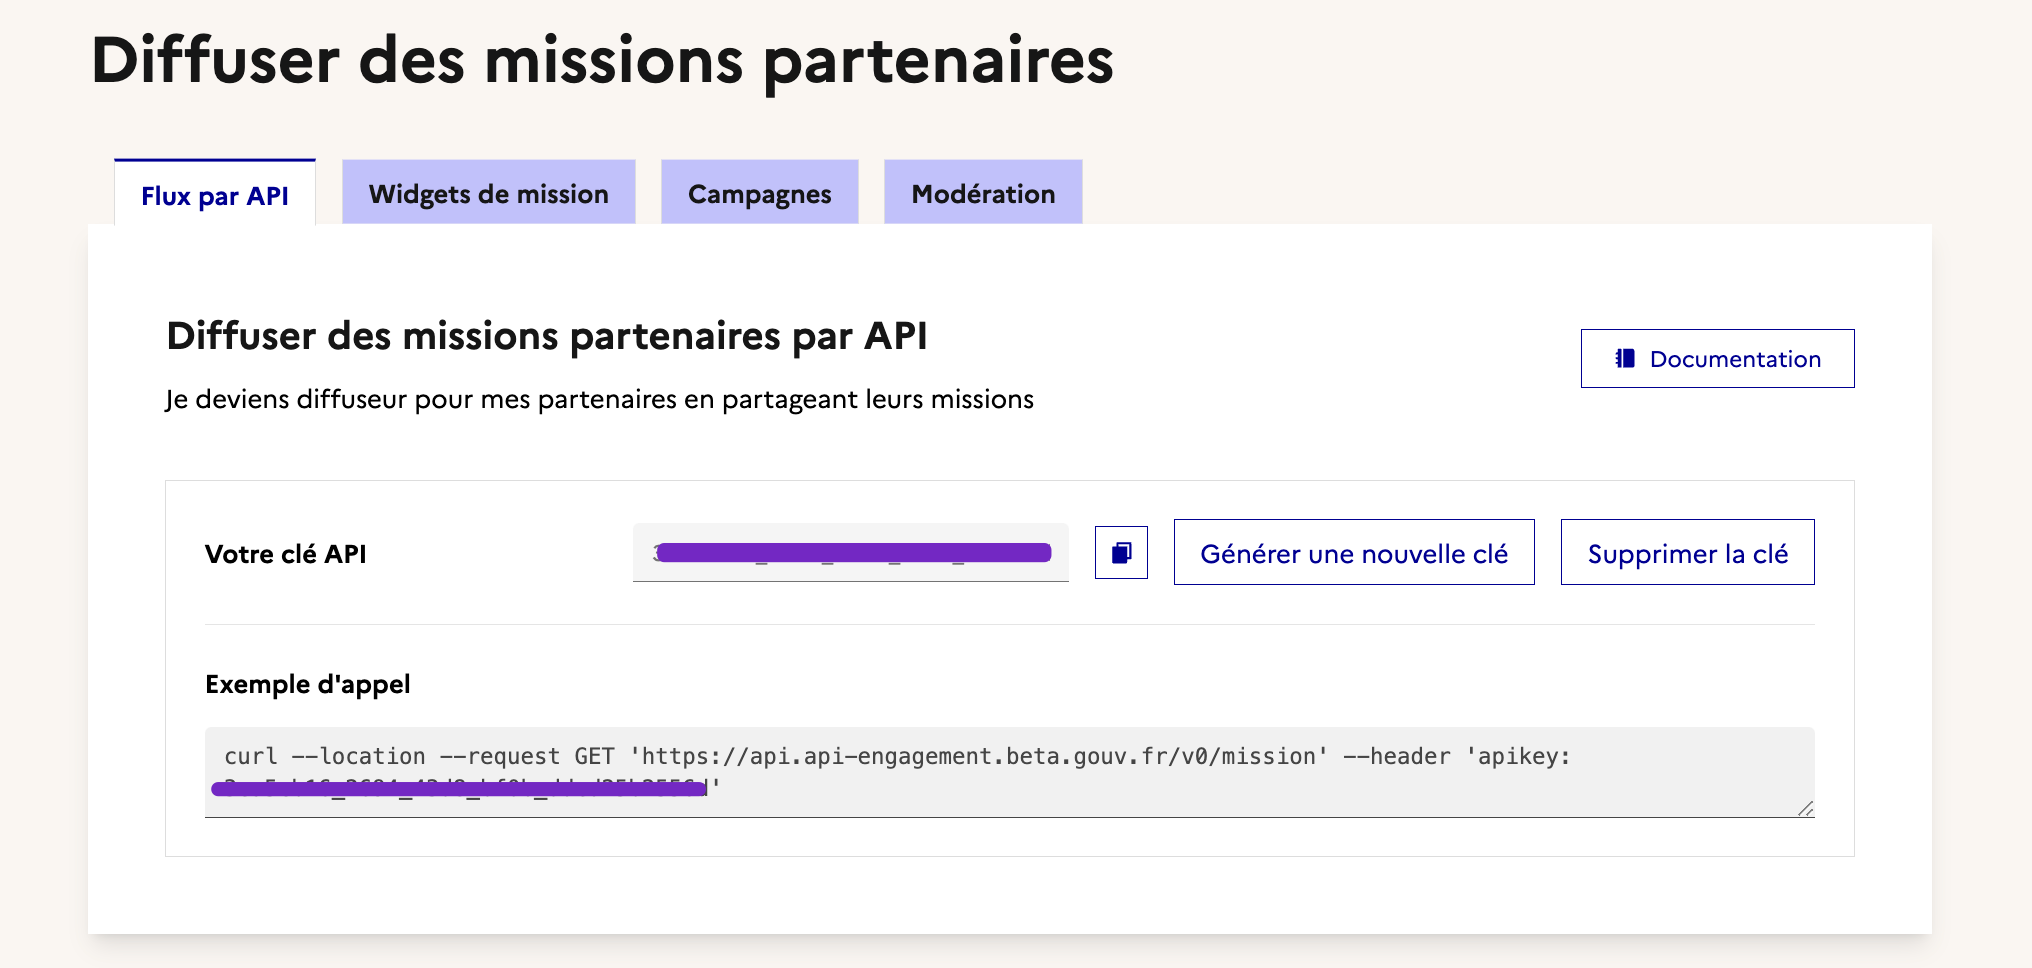 Diffuser des missions partenaires
Flux par API
Widgets de mission
Campagnes
Modération
Diffuser des missions partenaires par API
Documentation
Je deviens diffuseur pour mes partenaires en partageant leurs missions
Votre clé API
Générer une nouvelle clé
Supprimer la clé
Exemple d'appel
curl --location --request GET 'https://api.api-engagement.beta.gouv.fr/v0/mission' --header 'apikey: